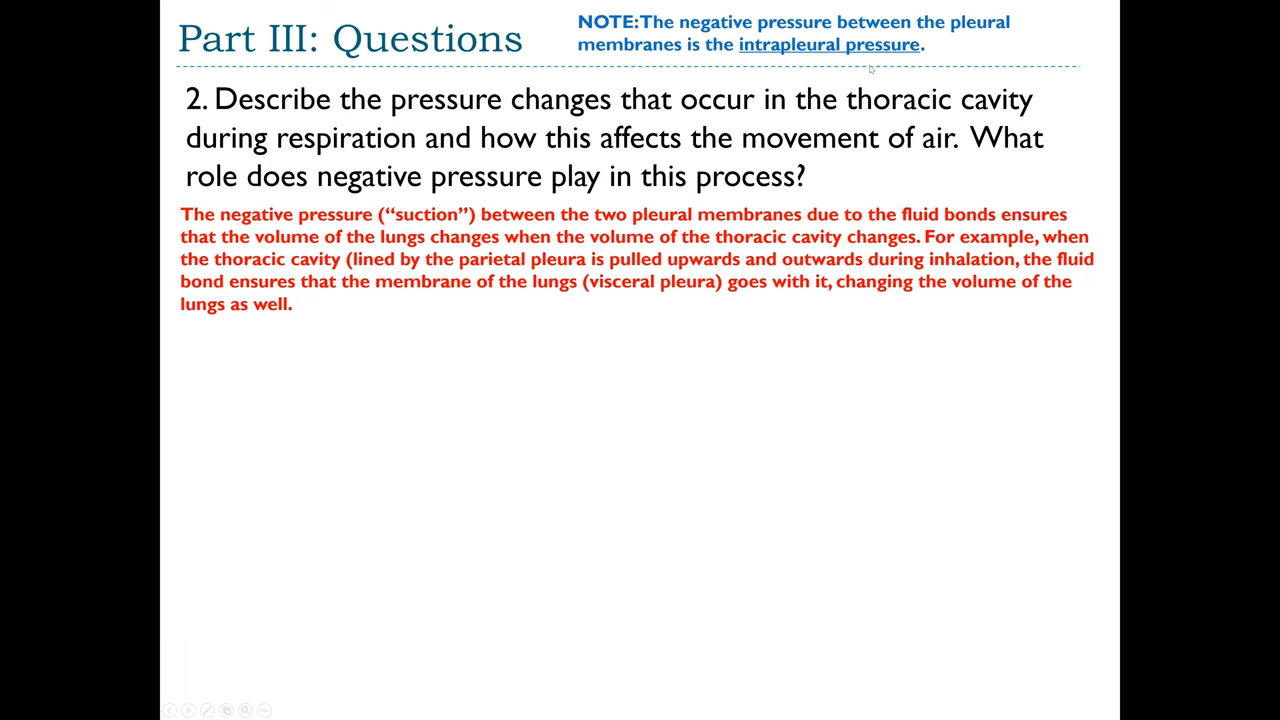 Part III: Questions
NOTE: The negative pressure between the pleural
membranes is the intrapleural pressure.
2. Describe the pressure changes that occur in the thoracic cavity
during respiration and how this affects the movement of air.  What
role does negative pressure play in this process?
The negative pressure (“suction”) between the two pleural membranes due to the fluid bonds ensures
that the volume of the lungs changes when the volume of the thoracic cavity changes. For example, when
the thoracic cavity (lined by the parietal pleura is pulled upwards and outwards during inhalation, the fluid
bond ensures that the membrane of the lungs (visceral pleura) goes with it, changing the volume of the
lungs as well.